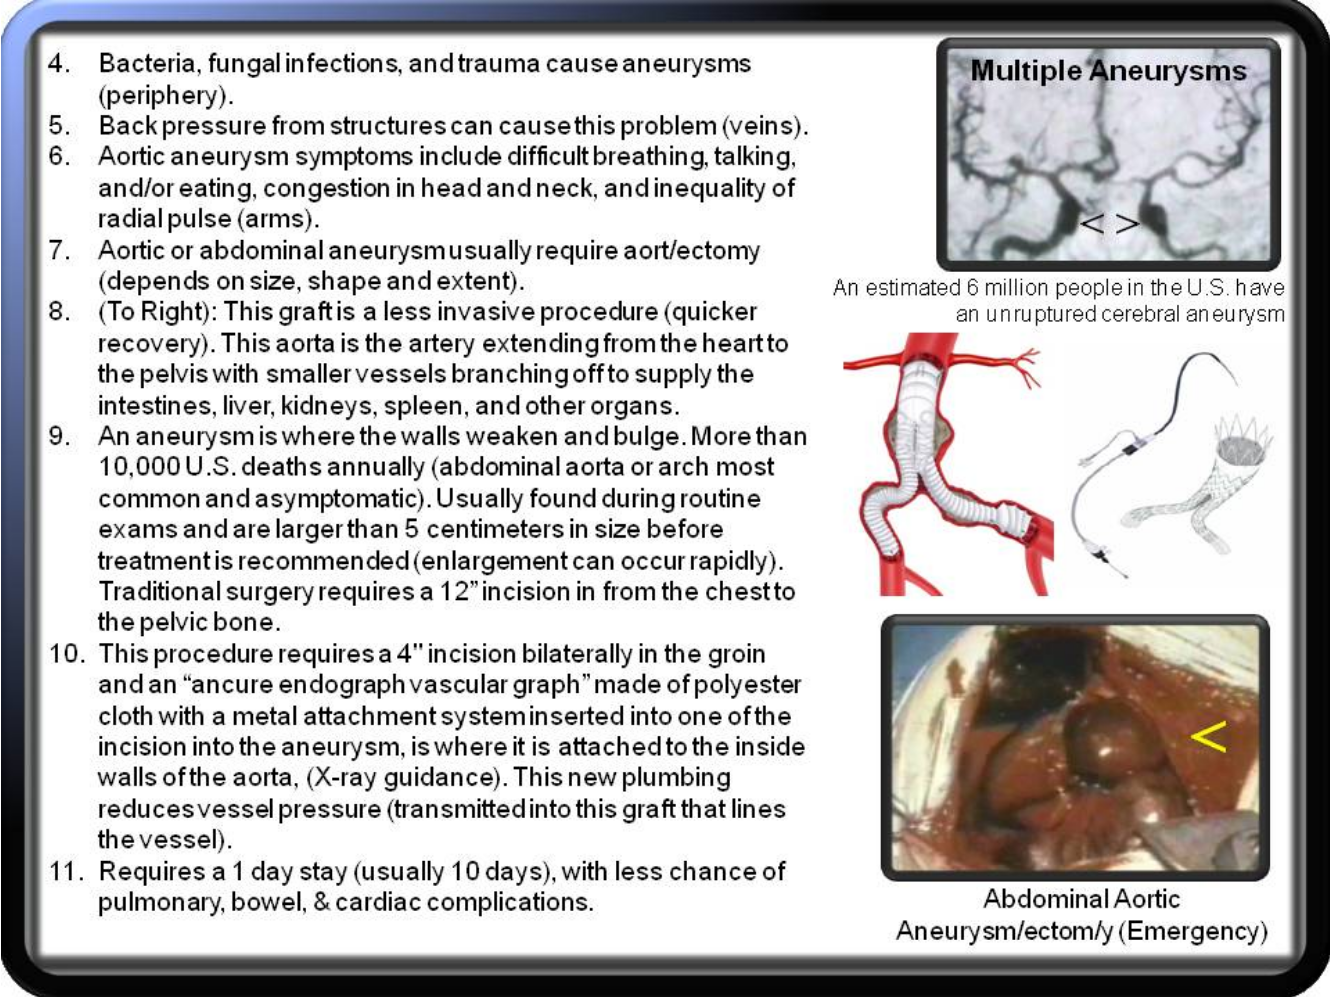 4. Bacteria, fungal infections, and trauma cause aneurysms
(periphery).
5. Back pressure from structures can cause this problem (veins).
6. Aortic aneurysm symptoms include difficult breathing, talking,
and/or eating, congestion in head and neck, and inequality of
radial pulse (arms).
7. Aortic or abdominal aneurysm usually require aort/ectomy
(depends on size, shape and extent).
8. (To Right): This graft is a less invasive procedure (quicker
recovery). This aorta is the artery extending from the heart to
the pelvis with smaller vessels branching off to supply the
intestines, liver, kidneys, spleen, and other organs.
9. An aneurysm is where the walls weaken and bulge. More than
10,000 U.S. deaths annually (abdominal aorta or arch most
common and asymptomatic). Usually found during routine
exams and are larger than 5 centimeters in size before
treatment is recommended (enlargement can occur rapidly).
Traditional surgery requires a 12” incision in from the chest to
the pelvic bone.
10. This procedure requires a 4" incision bilaterally in the groin
and an “ancure endograph vascular graph” made of polyester
cloth with a metal attachment system inserted into one of the
incision into the aneurysm, is where it is attached to the inside
walls of the aorta, (X-ray guidance). This new plumbing
reduces vessel pressure (transmitted into this graft that lines
the vessel).
11. Requires a 1 day stay (usually 10 days), with less chance of
pulmonary, bowel, & cardiac complications.
Multiple Aneurysms
< >
An estimated 6 million people in the U.S. have
an unruptured cerebral aneurysm
<
Abdominal Aortic
Aneurysm/ectom/y (Emergency)